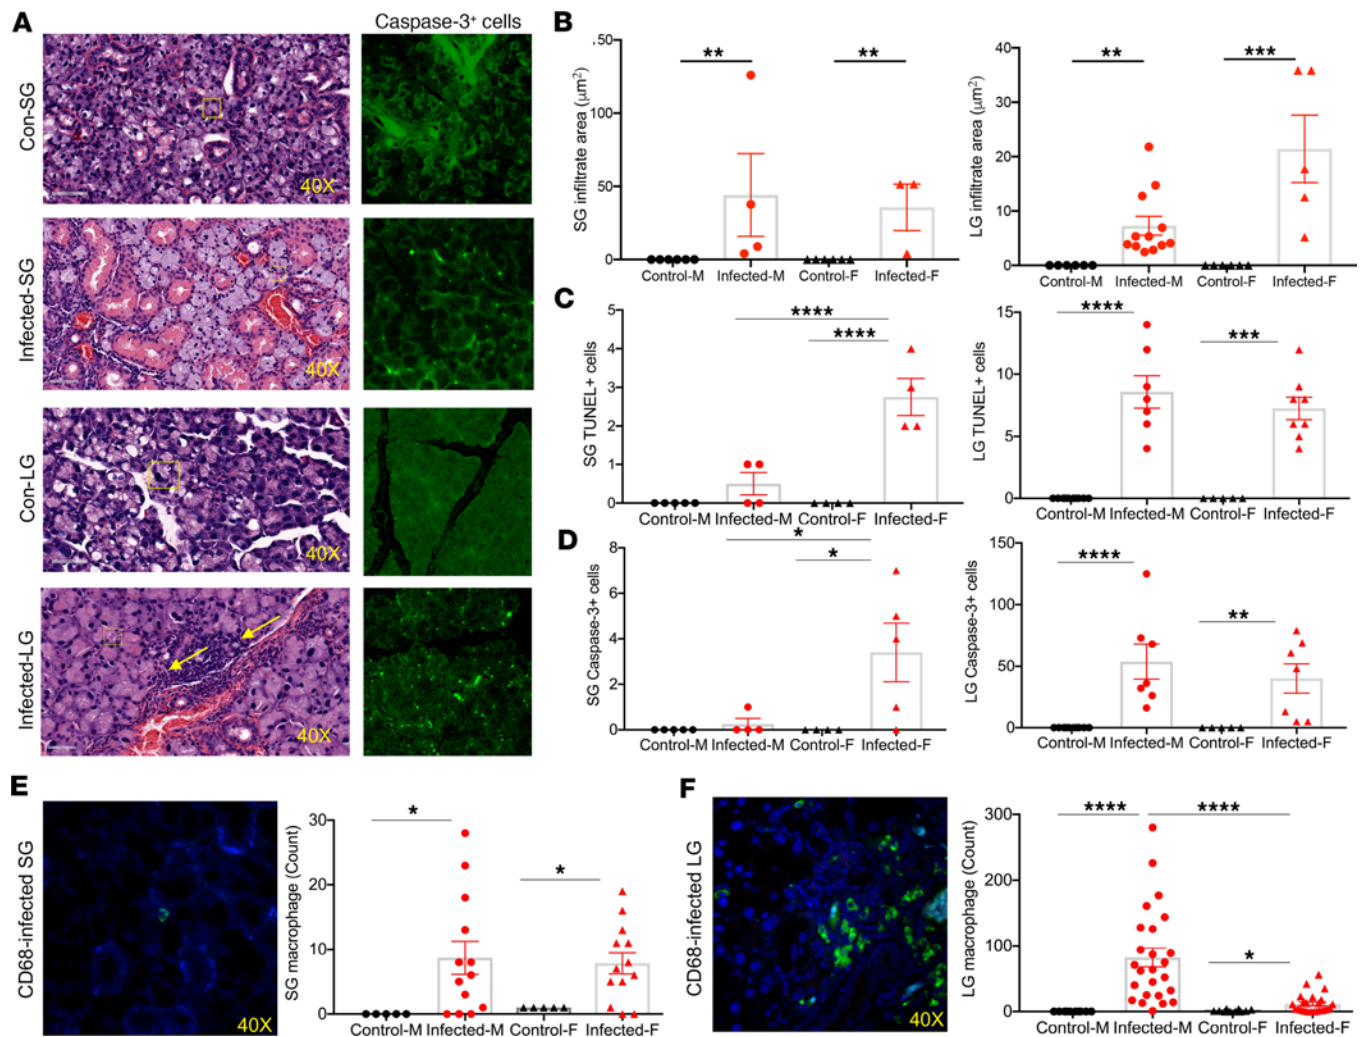 A
Caspase-3⁺ cells
Con-SG
40X
Infected-SG
40X
Con-LG
40X
Infected-LG
40X
B
SG infiltrate area (μm²)
.50
100
50
0
**
**
Control-M
Infected-M
Control-F
Infected-F
LG infiltrate area (μm²)
40
30
20
10
0
**
***
Control-M
Infected-M
Control-F
Infected-F
C
SG TUNEL+ cells
5
4
3
2
1
0
****
****
Control-M
Infected-M
Control-F
Infected-F
LG TUNEL+ cells
15
10
5
0
****
***
Control-M
Infected-M
Control-F
Infected-F
D
SG Caspase-3+ cells
8
6
4
2
0
*
*
Control-M
Infected-M
Control-F
Infected-F
LG Caspase-3+ cells
150
100
50
0
****
**
Control-M
Infected-M
Control-F
Infected-F
E
CD68-infected SG
40X
SG macrophage (Count)
30
20
10
0
*
*
Control-M
Infected-M
Control-F
Infected-F
F
CD68-infected LG
40X
LG macrophage (Count)
300
200
100
0
****
****
*
Control-M
Infected-M
Control-F
Infected-F